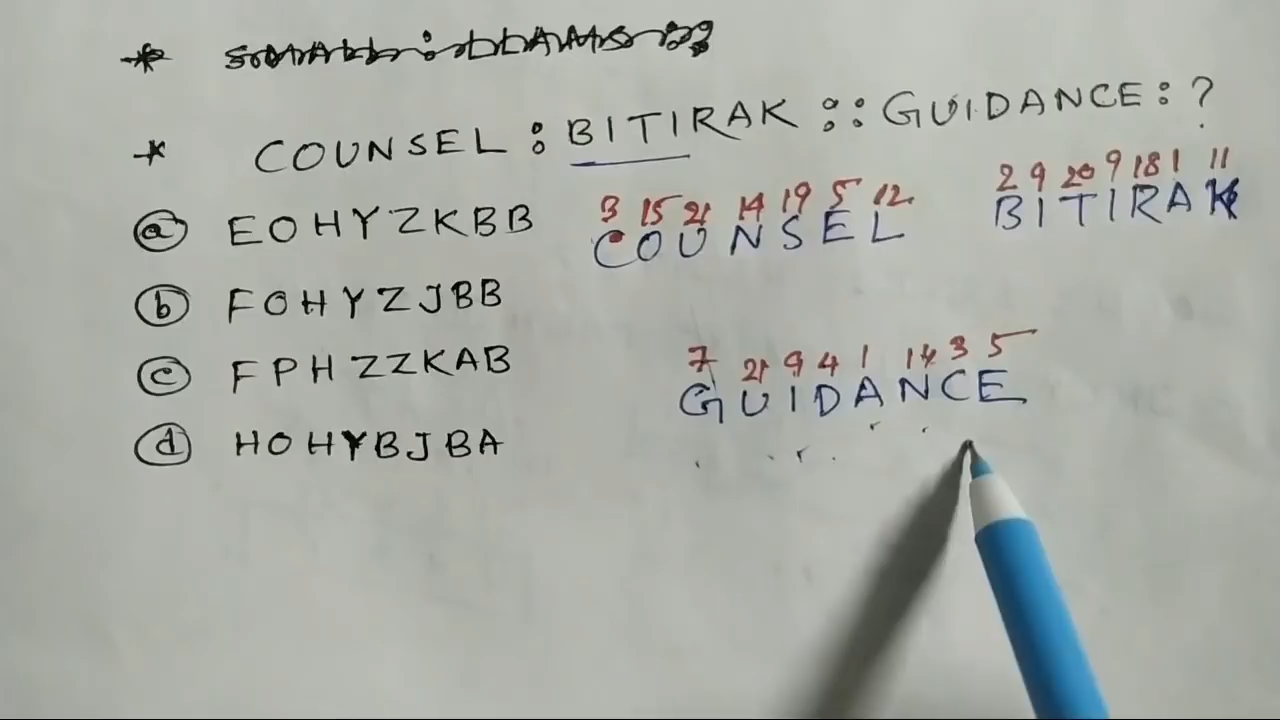 * COUNSEL : BITIRAK :: GUIDANCE : ?
a EOHYZKBB
b FOHYZJBB
c FPHZZKAB
d HOHYBJBA
3 15 21 14 19 5 12
COUNSEL
2 9 20 9 18 1 11
BITIRAK
7 21 9 4 1 14 3 5
GUIDANCE